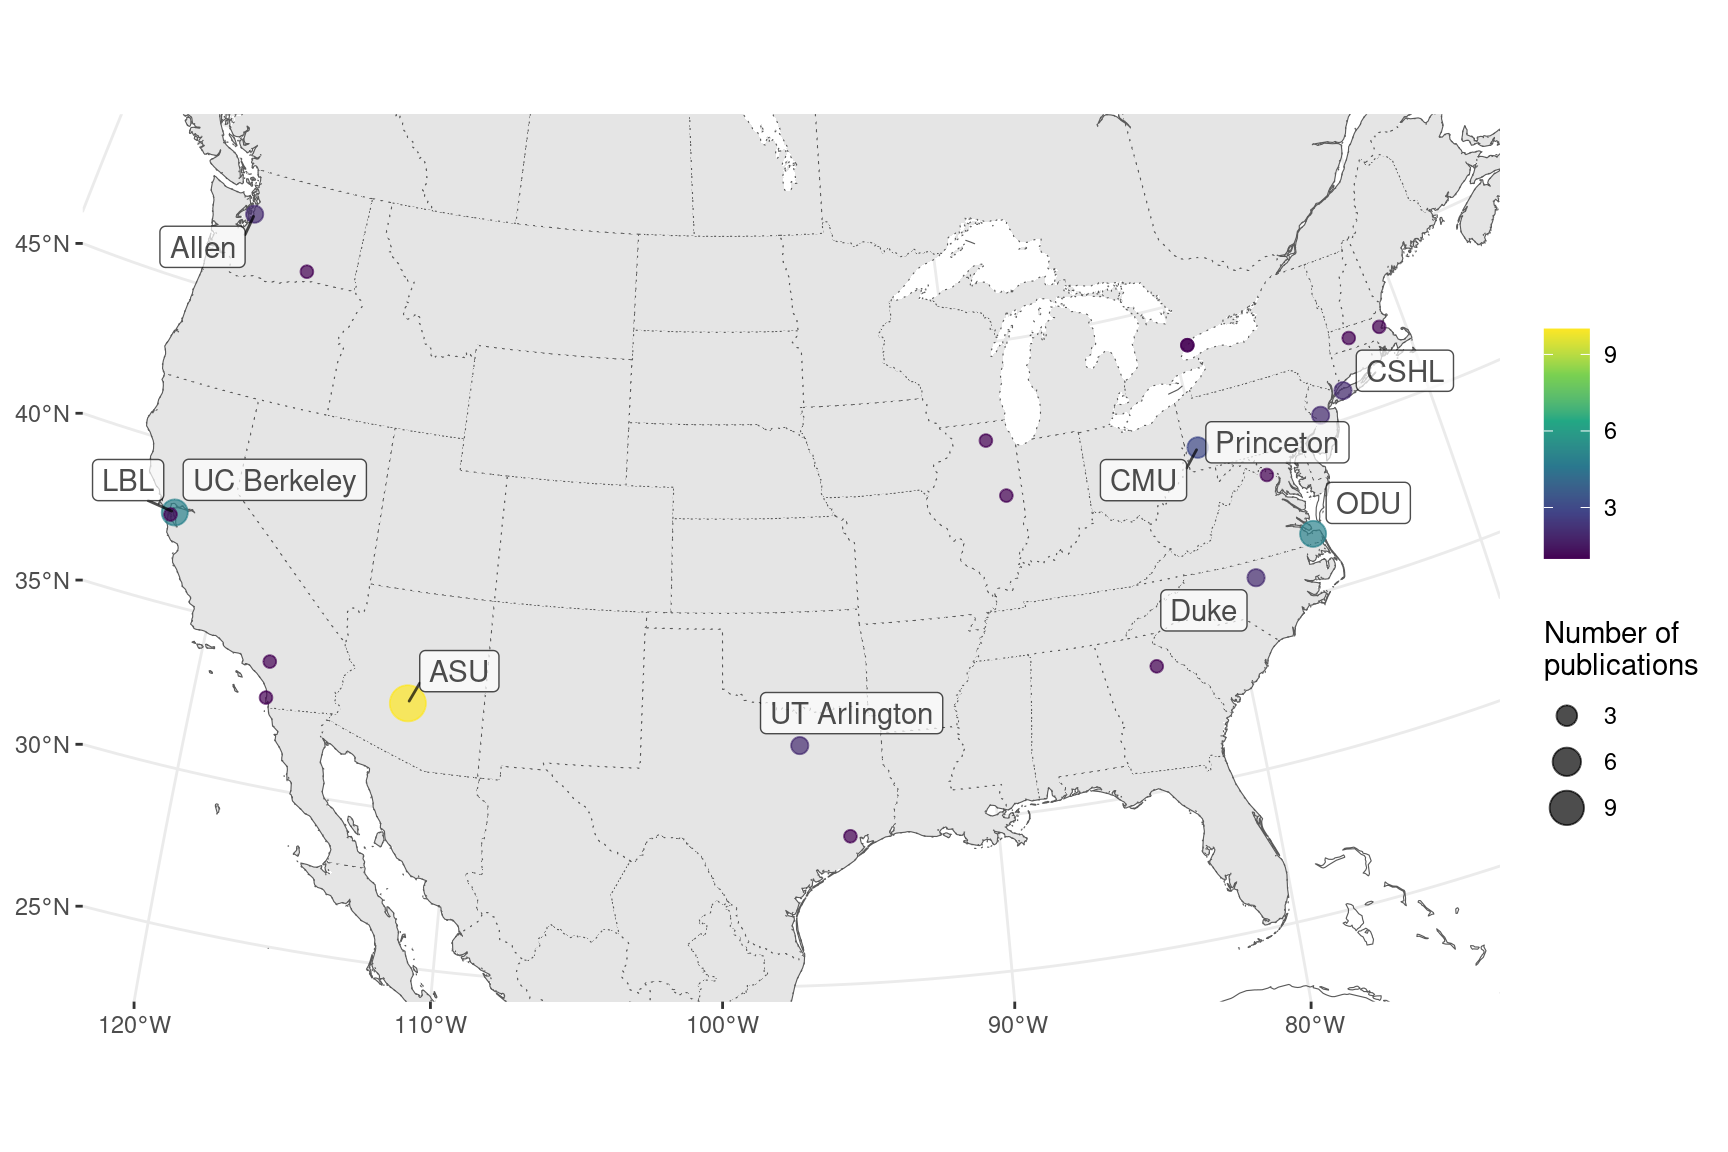 45°N
40°N
35°N
30°N
25°N
120°W
110°W
100°W
90°W
80°W
Allen
LBL
UC Berkeley
ASU
UT Arlington
CMU
Princeton
CSHL
ODU
Duke
9
6
3
Number of
publications
3
6
9